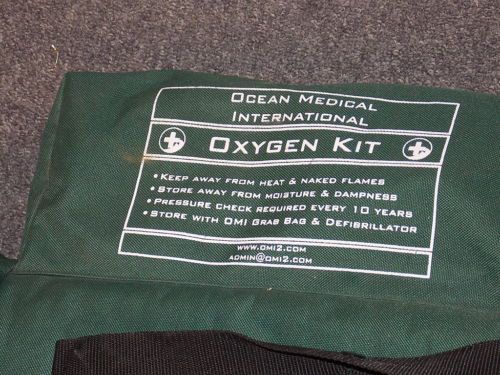 Ocean Medical
International
Oxygen Kit
• Keep away from heat & naked flames
• Store away from moisture & dampness
• Pressure check required every 10 years
• Store with OMI Grab Bag & Defibrillator
www.omi2.com
admin@omi2.com